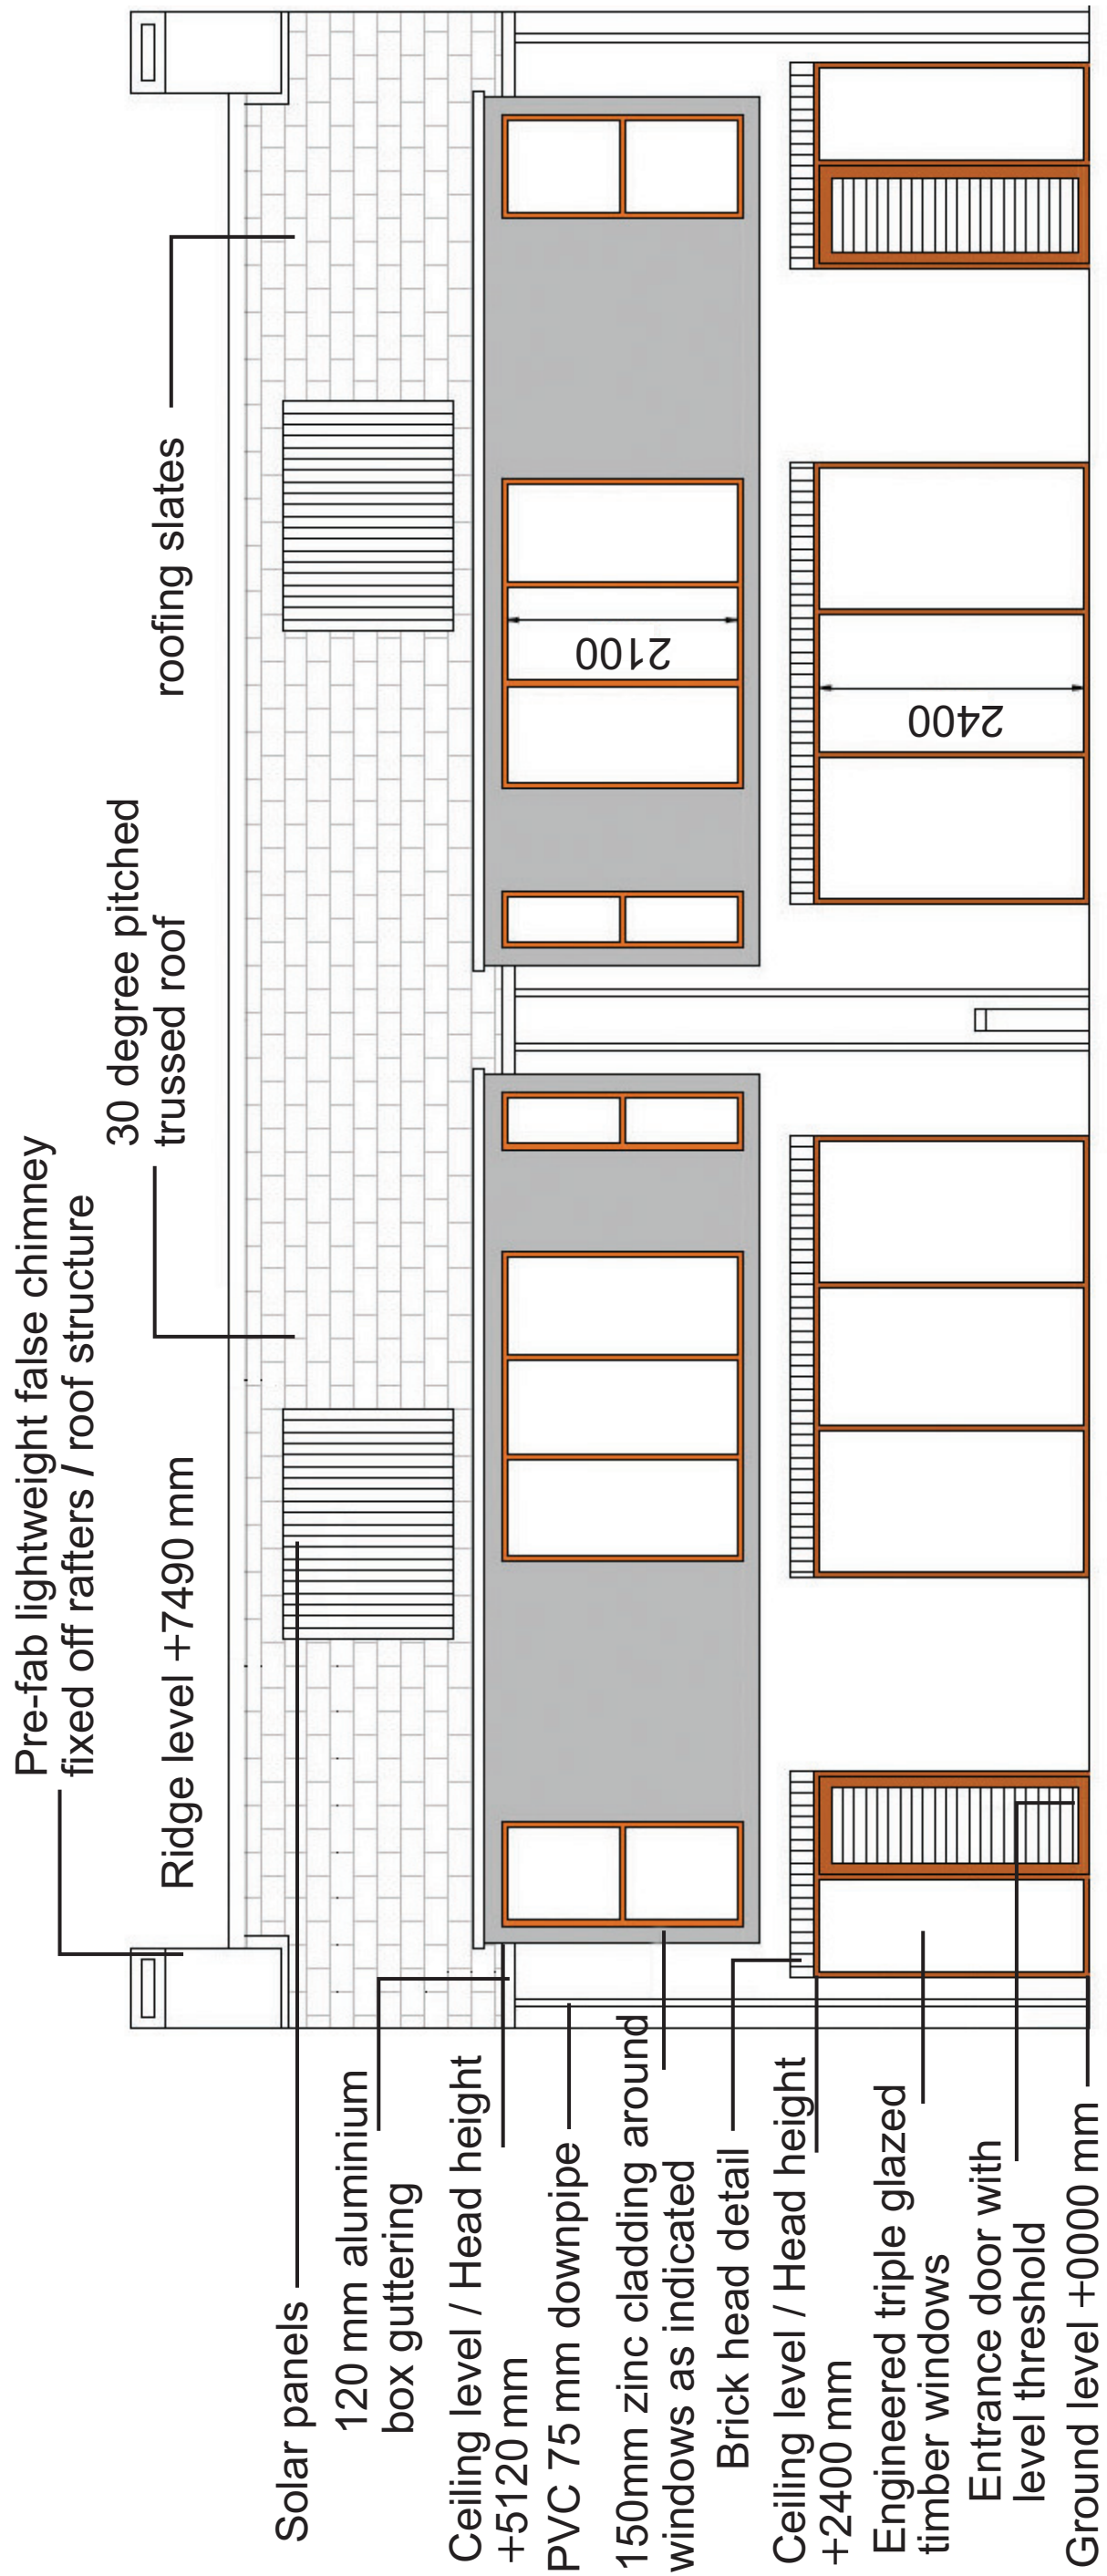 Pre-fab lightweight false chimney
fixed off rafters / roof structure
30 degree pitched
trussed roof
Ridge level +7490 mm
roofing slates
Solar panels
120 mm aluminium
box guttering
Ceiling level / Head height
+5120 mm
PVC 75 mm downpipe
150mm zinc cladding around
windows as indicated
Brick head detail
Ceiling level / Head height
+2400 mm
Engineered triple glazed
timber windows
Entrance door with
level threshold
Ground level +0000 mm
2100
2400